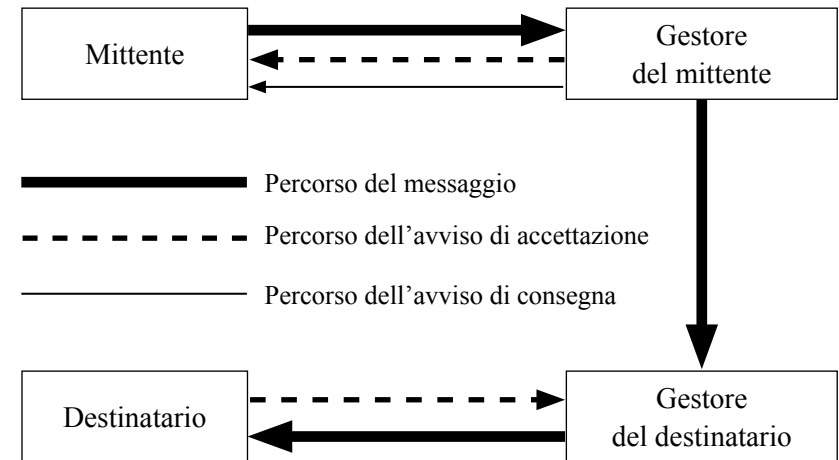 Mittente
Gestore
del mittente
Percorso del messaggio
Percorso dell’avviso di accettazione
Percorso dell’avviso di consegna
Destinatario
Gestore
del destinatario